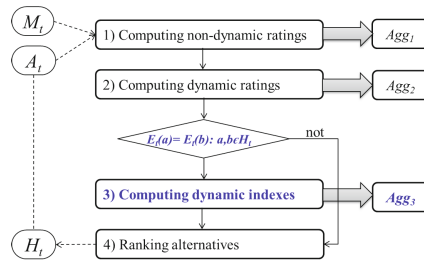 M_t
1) Computing non-dynamic ratings
Agg_1
A_t
2) Computing dynamic ratings
Agg_2
E_t(a)= E_t(b): a,bϵH_t
not
3) Computing dynamic indexes
Agg_3
H_t
4) Ranking alternatives